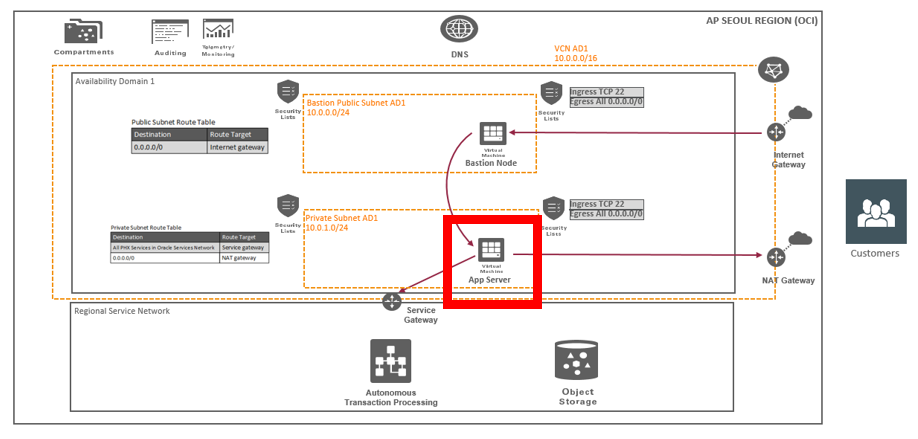 AP SEOUL REGION (OCI)
Compartments
Auditing
Telemetry/
Monitoring
DNS
VCN AD1
10.0.0.0/16
Availability Domain 1
Security
Lists
Bastion Public Subnet AD1
10.0.0.0/24
Security
Lists
Ingress TCP 22
Egress All 0.0.0.0/0
Public Subnet Route Table
Destination Route Target
0.0.0.0/0 Internet gateway
Virtual
Machine
Bastion Node
Internet
Gateway
Security
Lists
Private Subnet AD1
10.0.1.0/24
Security
Lists
Ingress TCP 22
Egress All 0.0.0.0/0
Private Subnet Route Table
Destination Route Target
All PHX Services in Oracle Services Network Service gateway
0.0.0.0/0 NAT gateway
Virtual
Machine
App Server
NAT Gateway
Customers
Service
Gateway
Regional Service Network
Autonomous
Transaction Processing
Object
Storage